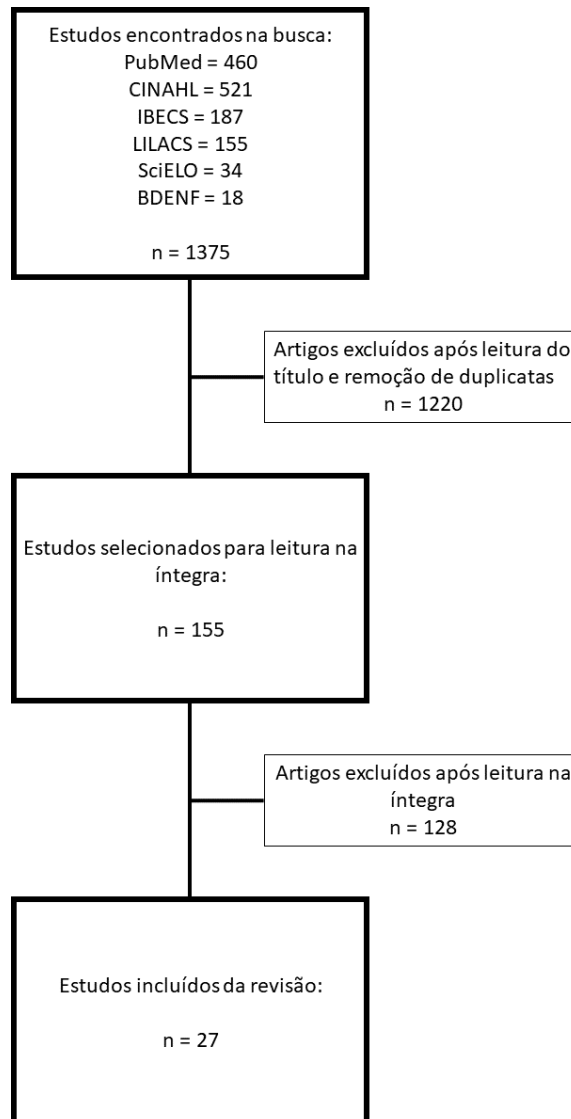 Estudos encontrados na busca:
PubMed = 460
CINAHL = 521
IBECS = 187
LILACS = 155
SciELO = 34
BDENF = 18
n = 1375
Artigos excluídos após leitura do
título e remoção de duplicatas
n = 1220
Estudos selecionados para leitura na
íntegra:
n = 155
Artigos excluídos após leitura na
íntegra
n = 128
Estudos incluídos da revisão:
n = 27